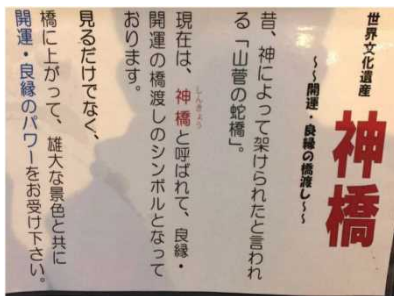 世界文化遺産
神橋
～～開運・良縁の橋渡し～～
昔、神によって架けられたと言われ
る「山菅の蛇橋」。
現在は、神橋と呼ばれて、良縁・
しんきょう
開運の橋渡しのシンボルとなって
おります。
見るだけでなく、
橋に上がって、雄大な景色と共に
開運・良縁のパワーをお受け下さい。